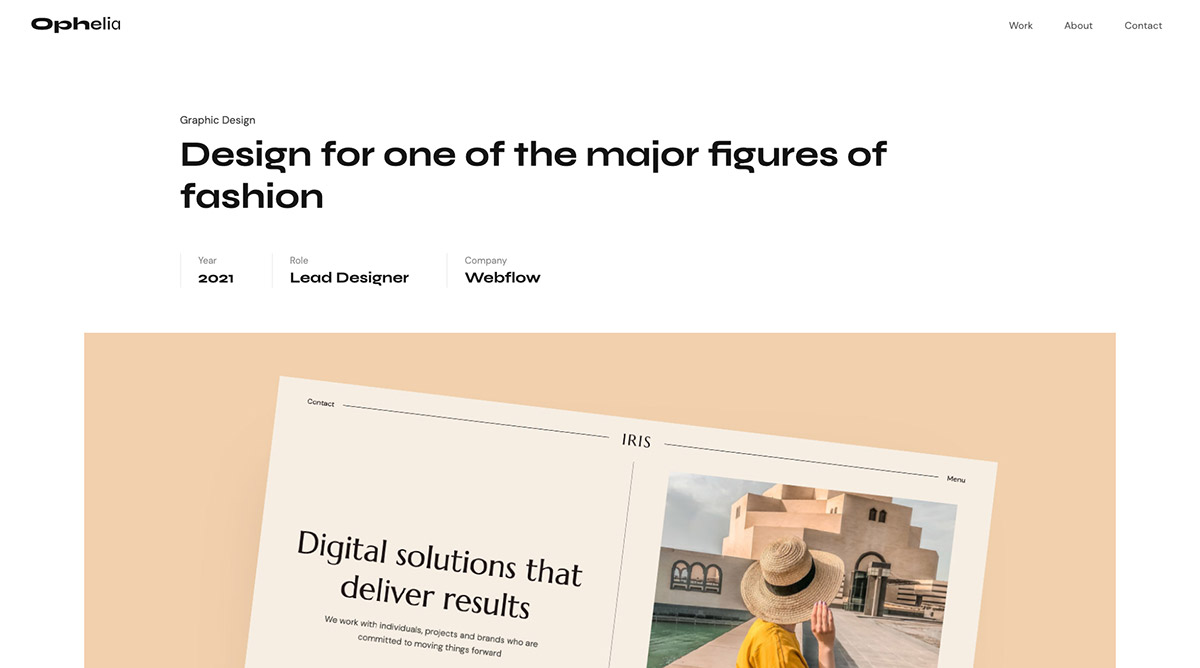 Ophelia
Work
About
Contact
Graphic Design
Design for one of the major figures of
fashion
Year
2021
Role
Lead Designer
Company
Webflow
Contact
IRIS
Menu
Digital solutions that
deliver results
We work with individuals, projects and brands who are
committed to moving things forward